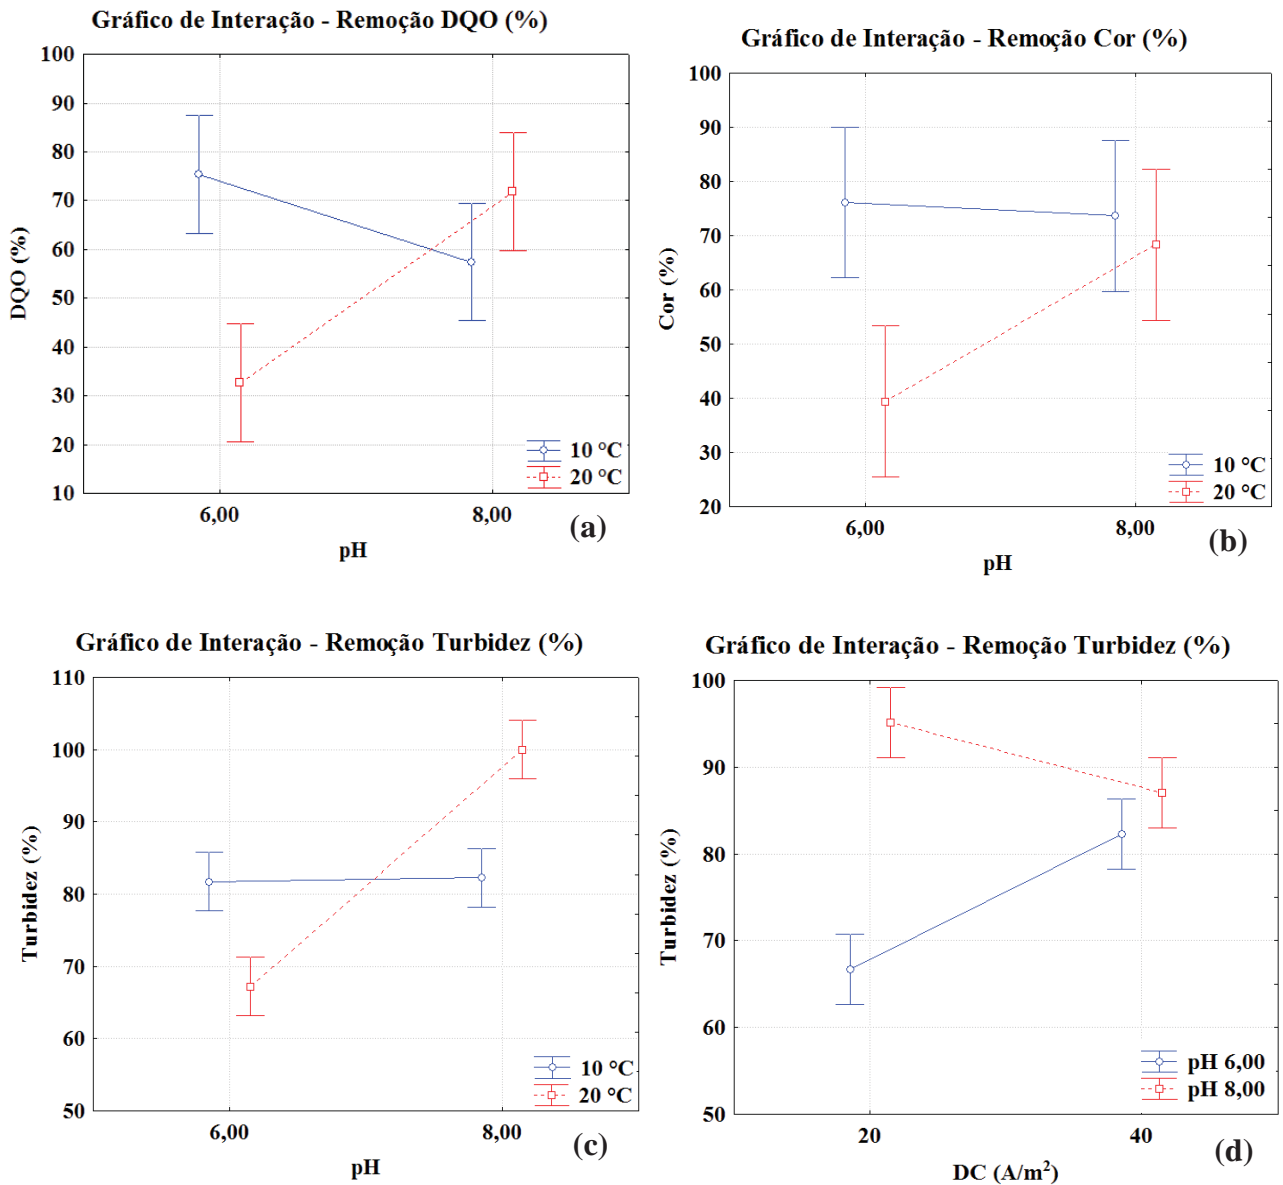 Gráfico de Interação - Remoção DQO (%)
100
90
80
70
60
50
40
30
20
10
DQO (%)
6,00
8,00
pH
10 °C
20 °C
(a)
Gráfico de Interação - Remoção Cor (%)
100
90
80
70
60
50
40
30
20
Cor (%)
6,00
8,00
pH
10 °C
20 °C
(b)
Gráfico de Interação - Remoção Turbidez (%)
110
100
90
80
70
60
50
Turbidez (%)
6,00
8,00
pH
10 °C
20 °C
(c)
Gráfico de Interação - Remoção Turbidez (%)
100
90
80
70
60
50
Turbidez (%)
20
40
DC (A/m²)
pH 6,00
pH 8,00
(d)